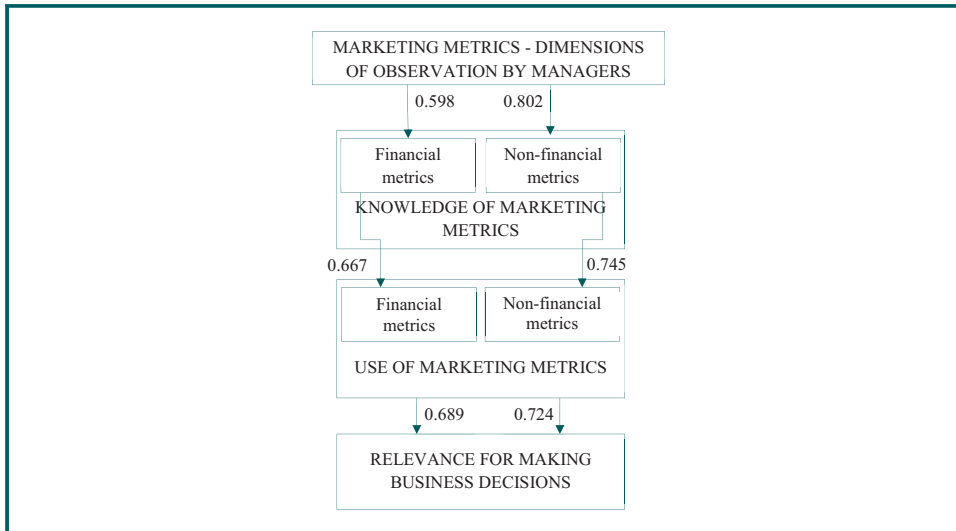 MARKETING METRICS - DIMENSIONS
OF OBSERVATION BY MANAGERS
0.598
0.802
Financial
metrics
Non-financial
metrics
KNOWLEDGE OF MARKETING
METRICS
0.667
0.745
Financial
metrics
Non-financial
metrics
USE OF MARKETING METRICS
0.689
0.724
RELEVANCE FOR MAKING
BUSINESS DECISIONS